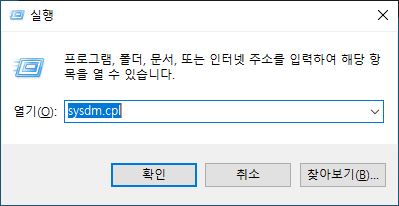 실행
프로그램, 폴더, 문서, 또는 인터넷 주소를 입력하여 해당 항
목을 열 수 있습니다.
열기(O): sysdm.cpl
확인 취소 찾아보기(B)...